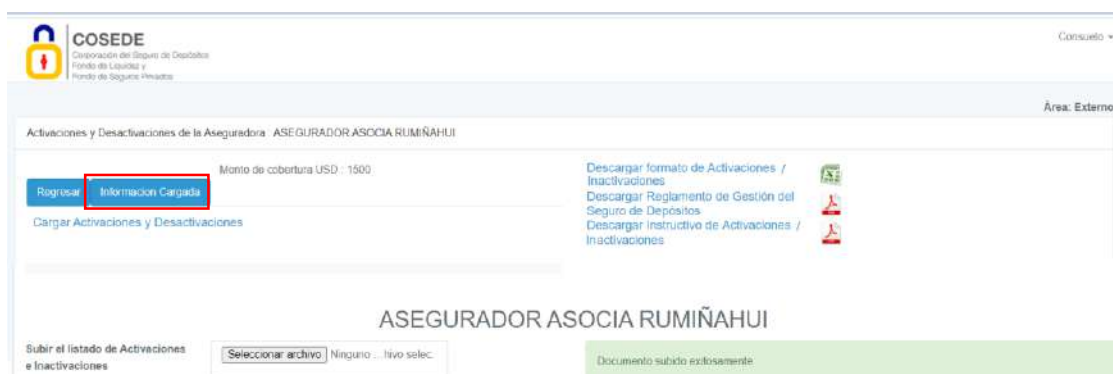 COSEDE
Corporación del Seguro de Depósitos
Fondo de Liquidez y
Fondo de Seguros Privados
Consuelo
Área: Externo
Activaciones y Desactivaciones de la Aseguradora ASEGURADOR ASOCIA RUMIÑAHUI
Monto de cobertura USD : 1500
Regresar Informacion Cargada
Cargar Activaciones y Desactivaciones
Descargar formato de Activaciones /
Inactivaciones
Descargar Reglamento de Gestión del
Seguro de Depósitos
Descargar Instructivo de Activaciones /
Inactivaciones
ASEGURADOR ASOCIA RUMIÑAHUI
Subir el listado de Activaciones
e Inactivaciones
Seleccionar archivo Ninguno ...hivo selec.
Documento subido exitosamente